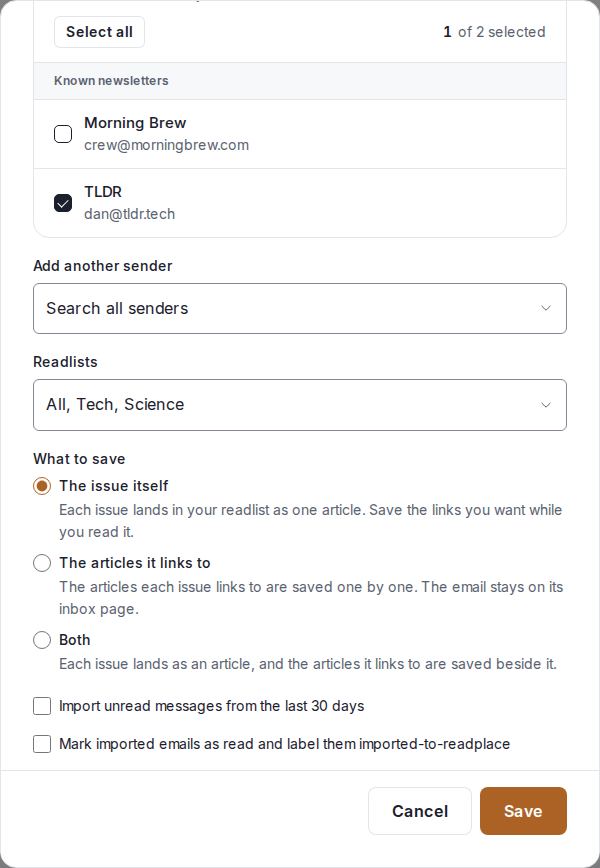 Select all
1 of 2 selected
Known newsletters
Morning Brew
crew@morningbrew.com
TLDR
dan@tldr.tech
Add another sender
Search all senders
Readlists
All, Tech, Science
What to save
The issue itself
Each issue lands in your readlist as one article. Save the links you want while
you read it.
The articles it links to
The articles each issue links to are saved one by one. The email stays on its
inbox page.
Both
Each issue lands as an article, and the articles it links to are saved beside it.
Import unread messages from the last 30 days
Mark imported emails as read and label them imported-to-readplace
Cancel
Save